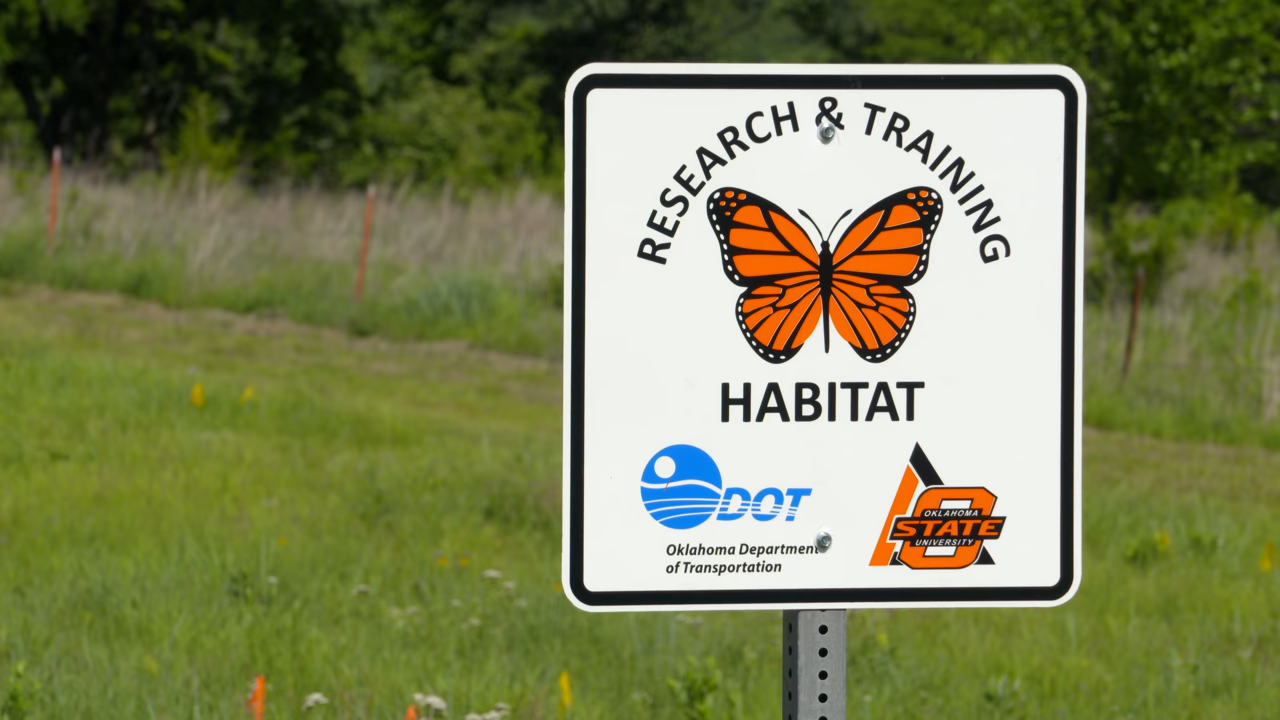 RESEARCH & TRAINING
HABITAT
DOT
Oklahoma Department
of Transportation
OKLAHOMA
STATE
UNIVERSITY